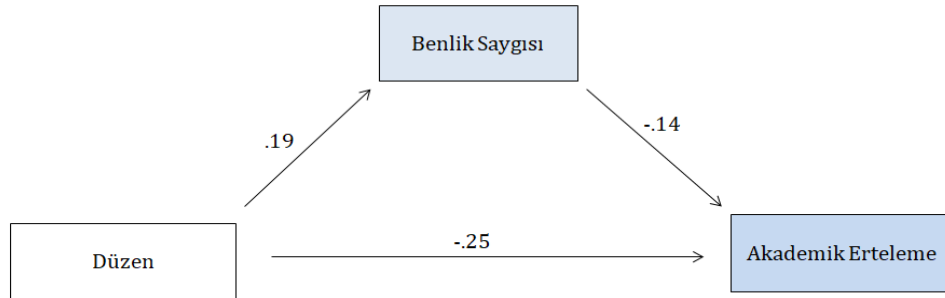 Benlik Saygısı
.19
-.14
-.25
Düzen
Akademik Erteleme